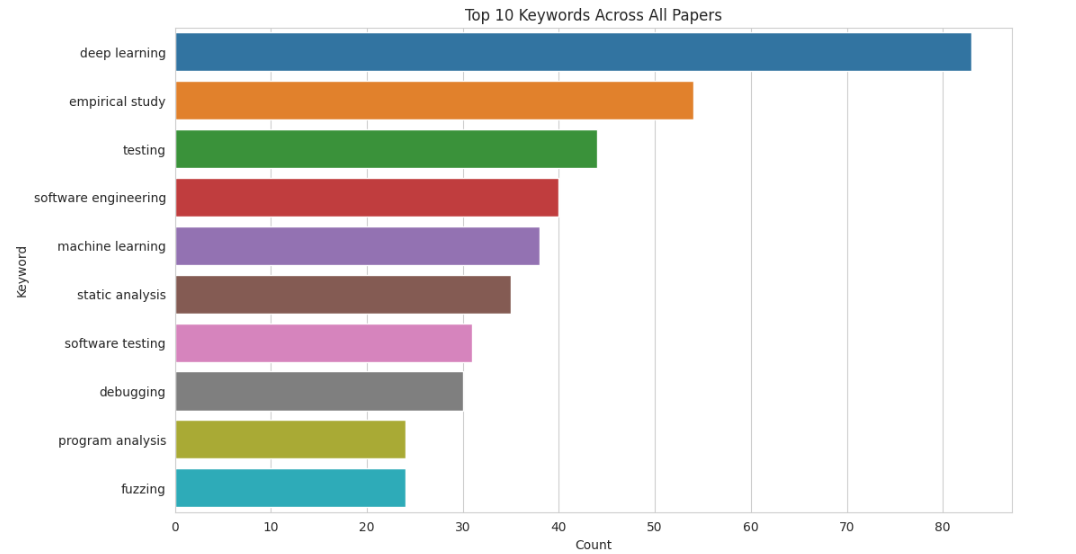 Top 10 Keywords Across All Papers
deep learning
empirical study
testing
software engineering
machine learning
static analysis
software testing
debugging
program analysis
fuzzing
Keyword
0 10 20 30 40 50 60 70 80
Count